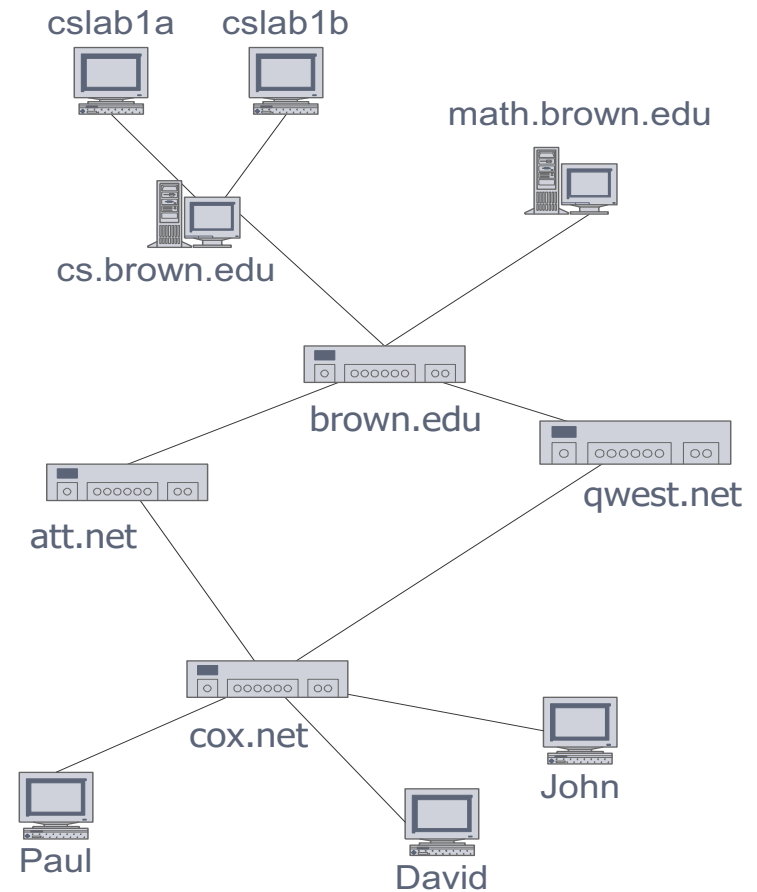 cslab1a cslab1b
math.brown.edu
cs.brown.edu
brown.edu
qwest.net
att.net
cox.net
John
Paul
David